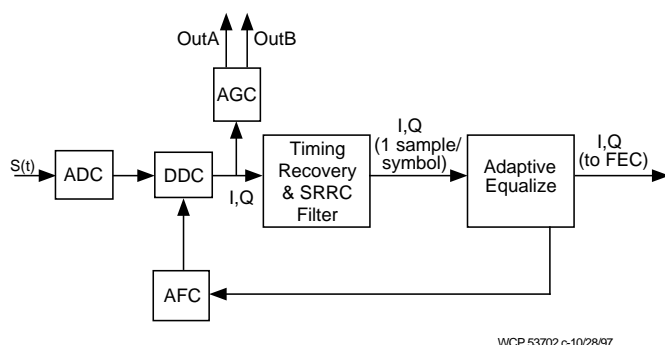 OutA
OutB
AGC
S(t)
ADC
DDC
I,Q
Timing
Recovery
& SRRC
Filter
I,Q
(1 sample/
symbol)
Adaptive
Equalize
I,Q
(to FEC)
AFC
WCP 53702.c-10/28/97